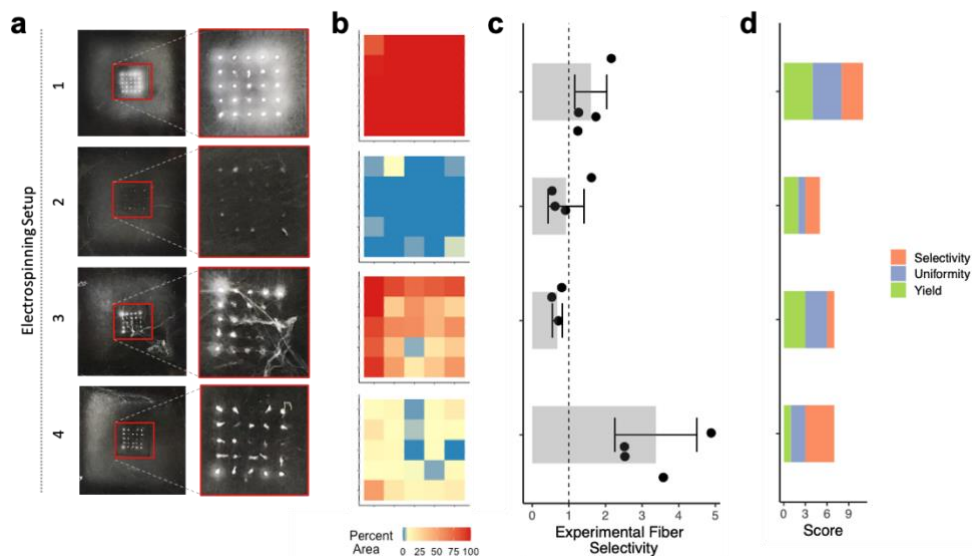 a
b
c
d
Electrospinning Setup
1
2
3
4
Percent
Area
0 25 50 75 100
0 1 2 3 4 5
Experimental Fiber
Selectivity
Selectivity
Uniformity
Yield
0 3 6 9
Score